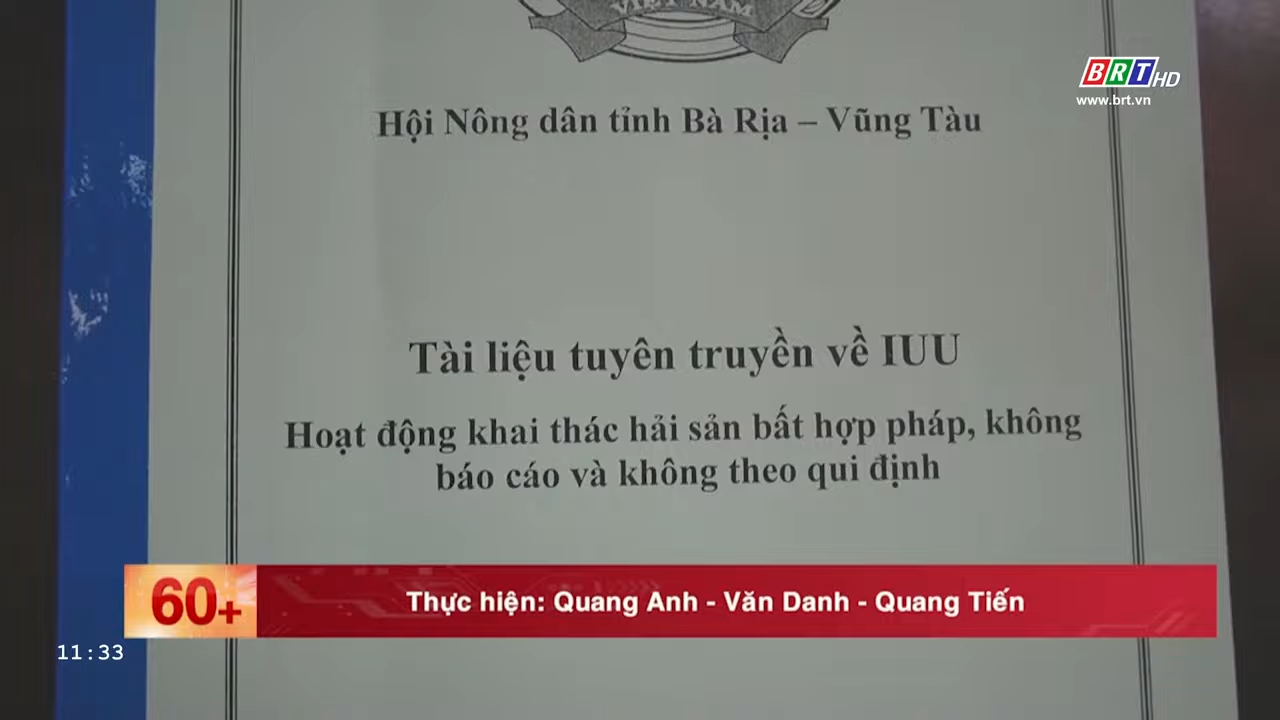 VIỆT NAM
BRT HD
www.brt.vn
Hội Nông dân tỉnh Bà Rịa – Vũng Tàu
Tài liệu tuyên truyền về IUU
Hoạt động khai thác hải sản bất hợp pháp, không
báo cáo và không theo qui định
60+
Thực hiện: Quang Anh - Văn Danh - Quang Tiến
11:33